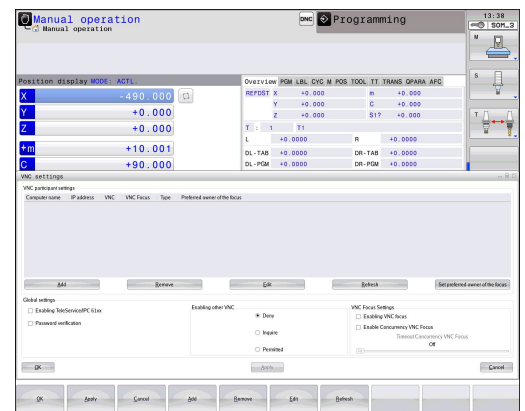 Manual operation
Manual operation
DNC
Programming
13:38
SOM_3
Position display MODE: ACTL.
X -490.000
Y +0.000
Z +0.000
+m +10.001
C +90.000
Overview PGM LBL CYC M POS TOOL TT TRANS QPARA AFC
REFDST X +0.000 m +0.000
Y +0.000 C +0.000
Z +0.000 S1? +0.000
T : 1 T1
L +0.0000 R +0.0000
DL-TAB +0.0000 DR-TAB +0.0000
DL-PGM +0.0000 DR-PGM +0.0000
M
S
T
VNC settings
VNC participant settings
Computer name IP address VNC VNC Focus Type Preferred owner of the focus
Add Remove Edit Refresh Set preferred owner of the focus
Global settings
Enabling TeleService/IPC 61xx
Password verification
Enabling other VNC
Deny
Inquire
Permitted
VNC Focus Settings
Enabling VNC focus
Enable Concurrency VNC Focus
Timeout Concurrency VNC Focus
Off
OK Apply Cancel
OK Apply Cancel Add Remove Edit Refresh